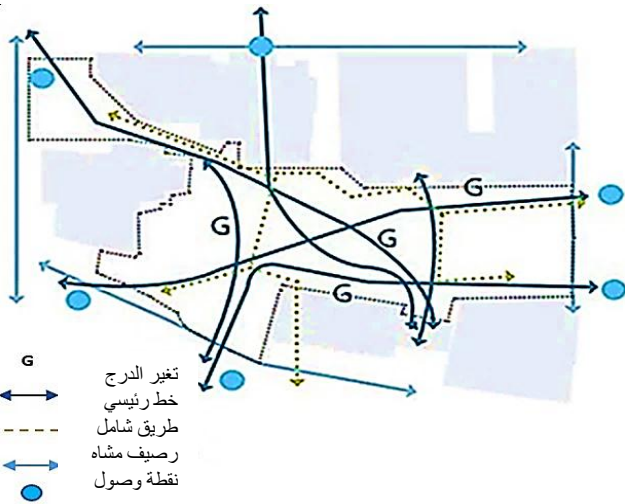 G
G
G
G
G تغير الدرج
خط رئيسي
طريق شامل
رصيف مشاه
نقطة وصول